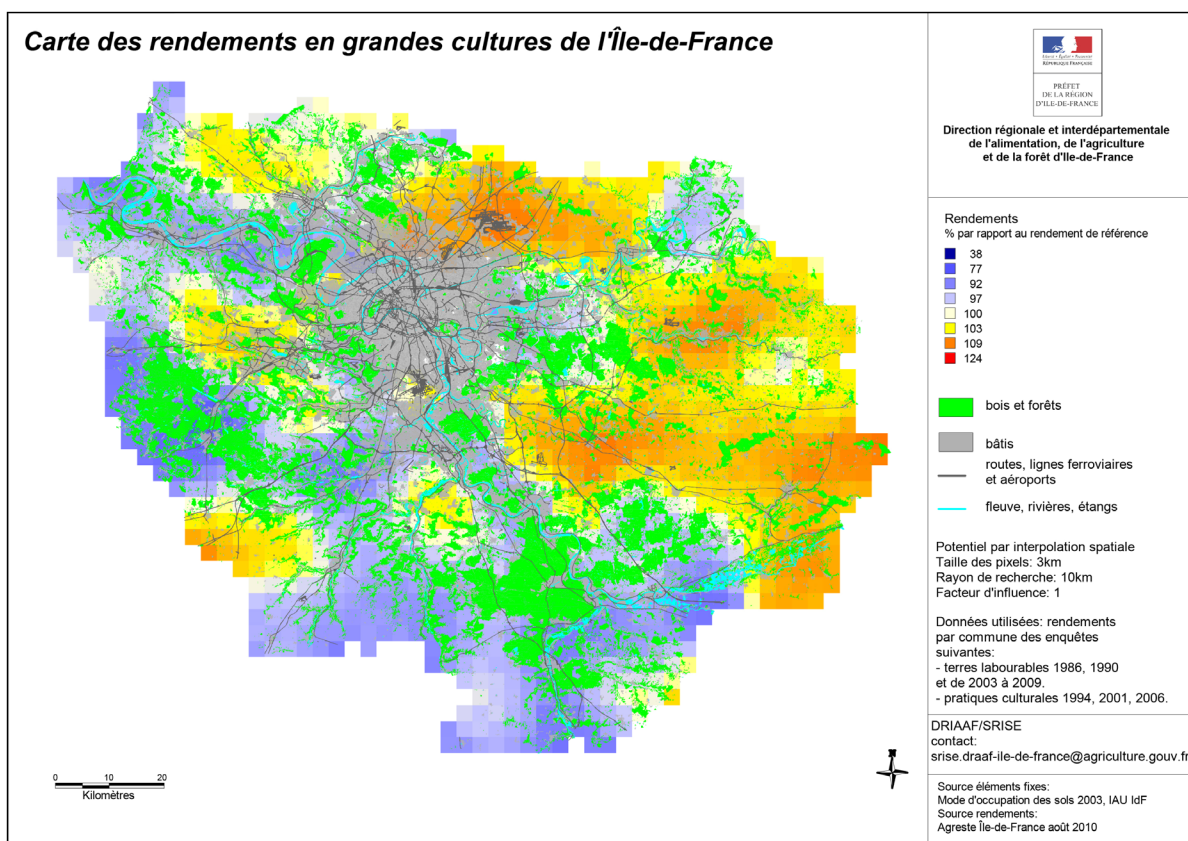 Carte des rendements en grandes cultures de l'Île-de-France
RÉPUBLIQUE FRANÇAISE
PRÉFET
DE LA RÉGION
D'ILE-DE-FRANCE
Direction régionale et interdépartementale
de l'alimentation, de l'agriculture
et de la forêt d'Ile-de-France
Rendements
% par rapport au rendement de référence
38
77
92
97
100
103
109
124
bois et forêts
bâtis
routes, lignes ferroviaires
et aéroports
fleuve, rivières, étangs
Potentiel par interpolation spatiale
Taille des pixels: 3km
Rayon de recherche: 10km
Facteur d'influence: 1
Données utilisées: rendements
par commune des enquêtes
suivantes:
- terres labourables 1986, 1990
et de 2003 à 2009.
- pratiques culturales 1994, 2001, 2006.
DRIAAF/SRISE
contact:
srise.draaf-ile-de-france@agriculture.gouv.fr
Source éléments fixes:
Mode d'occupation des sols 2003, IAU IdF
Source rendements:
Agreste Île-de-France août 2010
0 10 20
Kilomètres